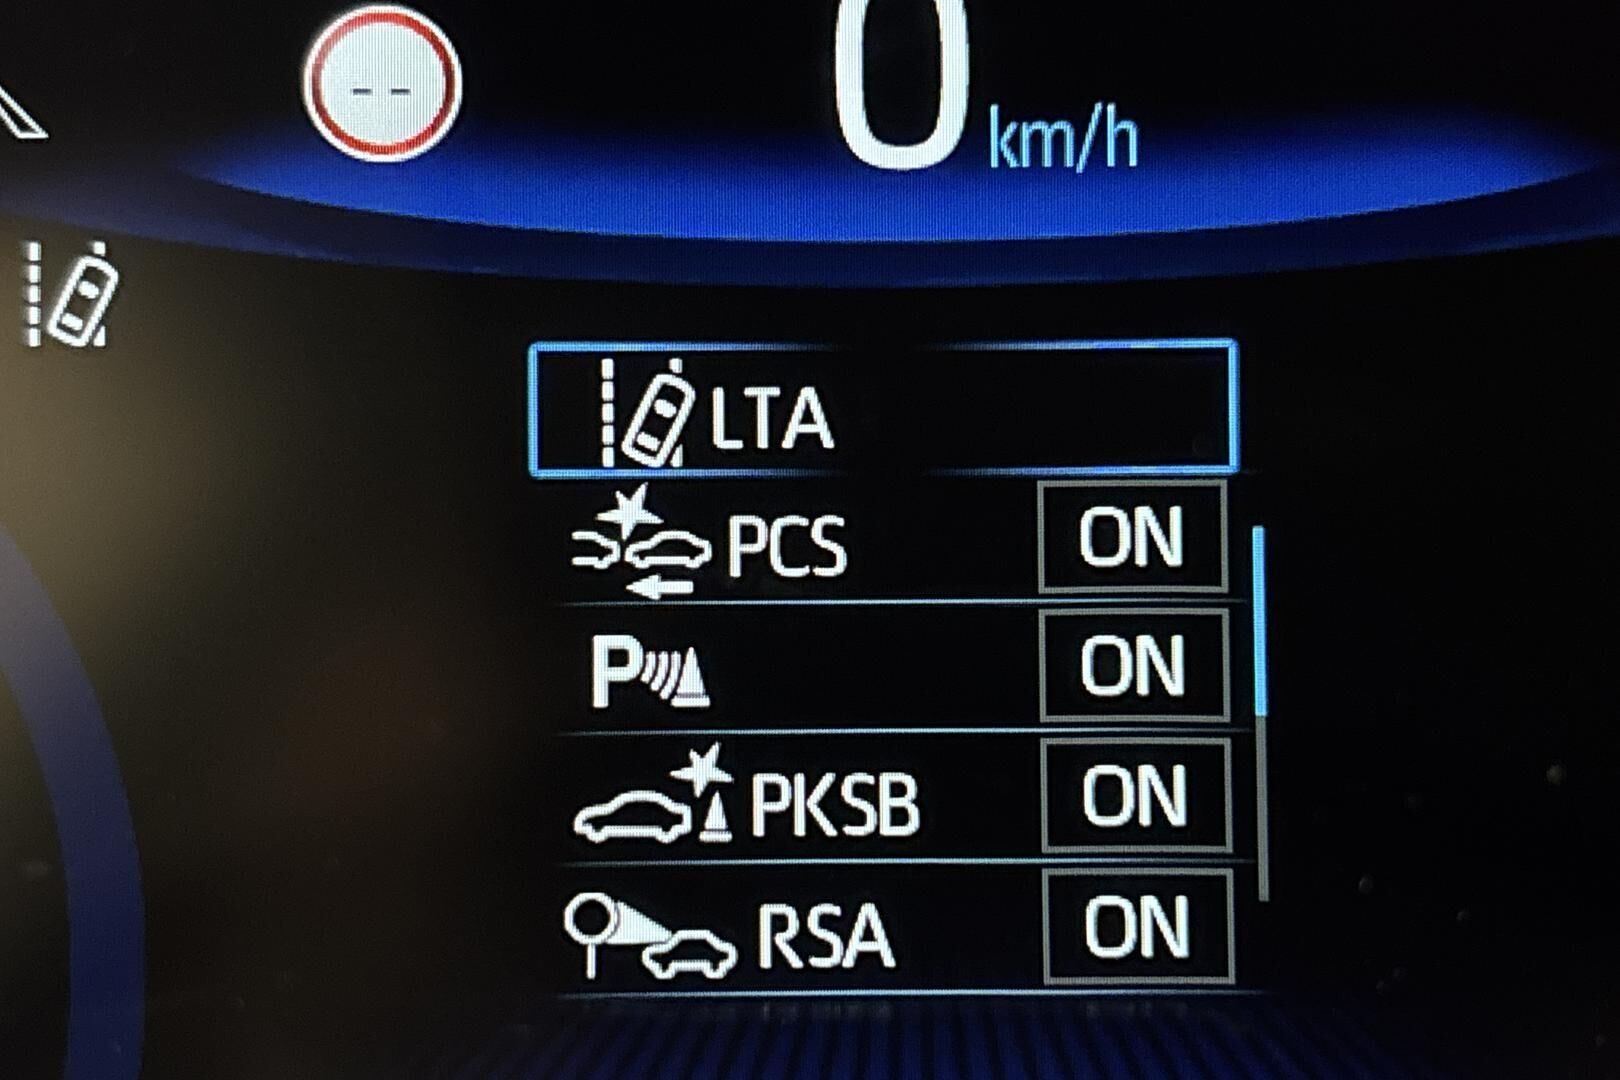 --
0 km/h
LTA
PCS ON
P ON
PKSB ON
RSA ON